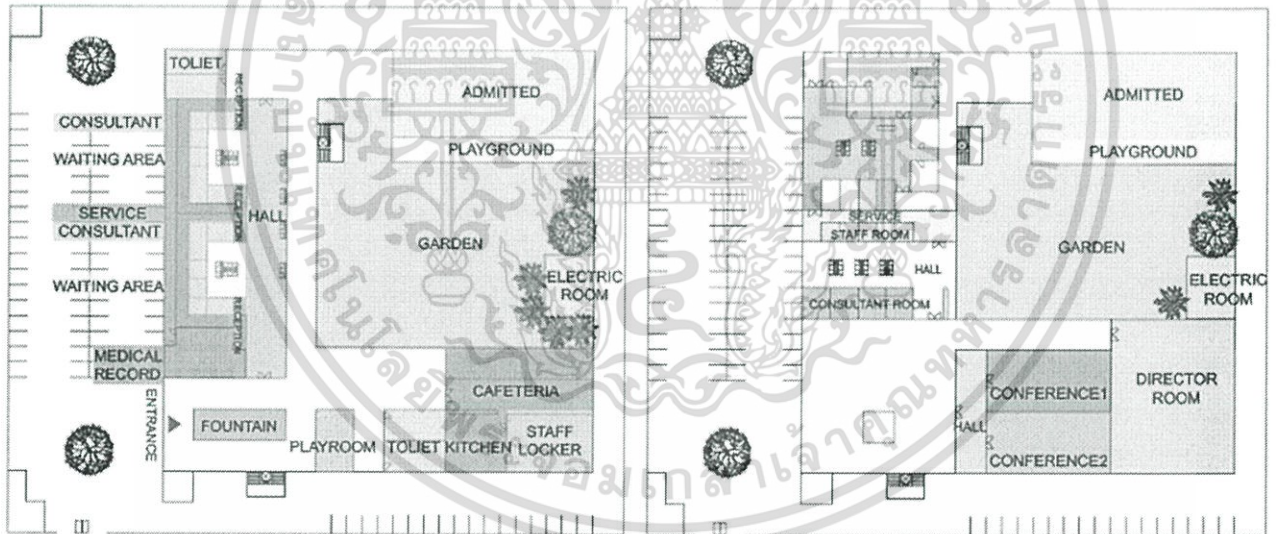 TOLIET
RECEPTION
CONSULTANT
WAITING AREA
RECEPTION
SERVICE
CONSULTANT
HALL
WAITING AREA
RECEPTION
MEDICAL
RECORD
ENTRANCE
FOUNTAIN
PLAYROOM
TOLIET KITCHEN
STAFF
LOCKER
CAFETERIA
ADMITTED
PLAYGROUND
GARDEN
ELECTRIC
ROOM
SERVICE
STAFF ROOM
HALL
CONSULTANT ROOM
ADMITTED
PLAYGROUND
GARDEN
ELECTRIC
ROOM
CONFERENCE1
HALL
CONFERENCE2
DIRECTOR
ROOM